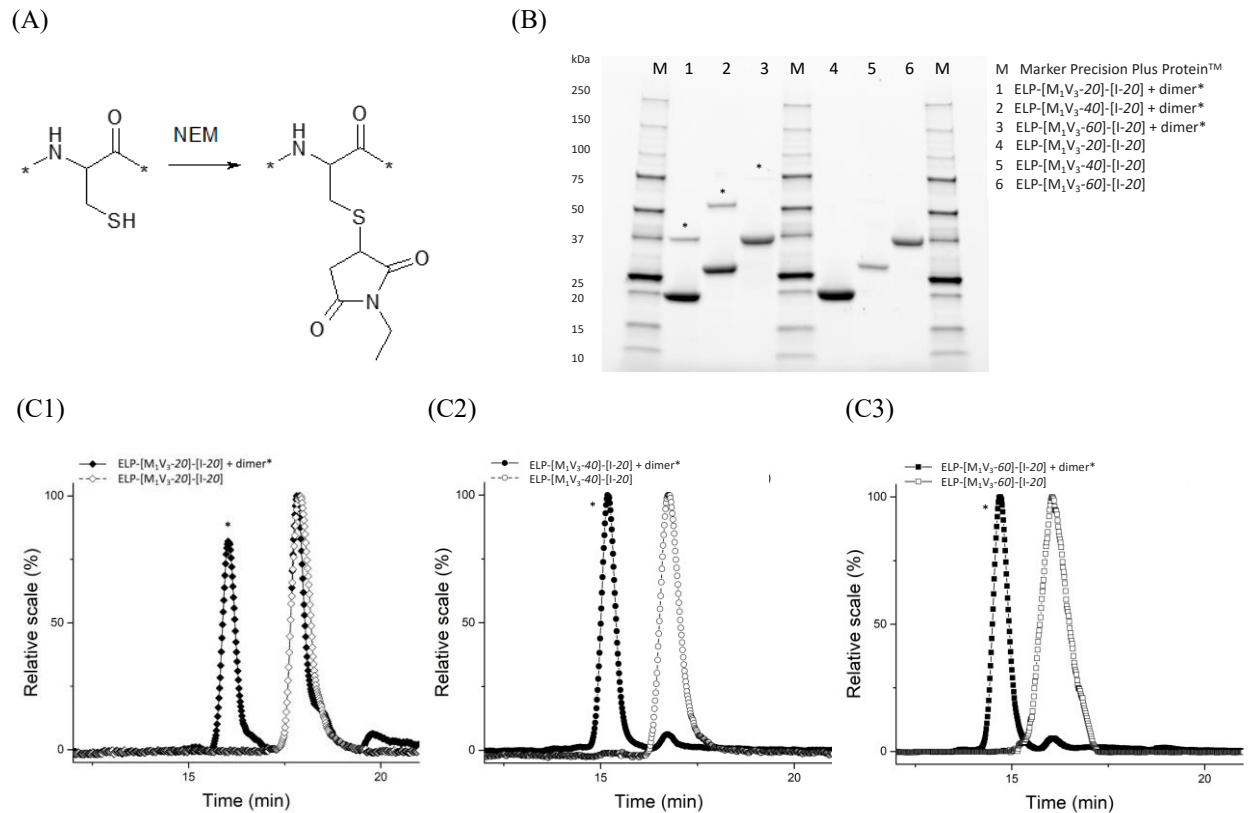 (A)
H
N
O
*
*
SH
NEM
H
N
O
*
*
S
O
N
O
(B)
kDa
250
150
100
75
50
37
25
20
15
10
M 1 2 3 M 4 5 6 M
*
*
*
M Marker Precision Plus Protein™
1 ELP-[M₁V₃-20]-[I-20] + dimer*
2 ELP-[M₁V₃-40]-[I-20] + dimer*
3 ELP-[M₁V₃-60]-[I-20] + dimer*
4 ELP-[M₁V₃-20]-[I-20]
5 ELP-[M₁V₃-40]-[I-20]
6 ELP-[M₁V₃-60]-[I-20]
(C1)
ELP-[M₁V₃-20]-[I-20] + dimer*
ELP-[M₁V₃-20]-[I-20]
*
Relative scale (%)
100
50
0
15 20
Time (min)
(C2)
ELP-[M₁V₃-40]-[I-20] + dimer*
ELP-[M₁V₃-40]-[I-20]
)
*
Relative scale (%)
100
50
0
15 20
Time (min)
(C3)
ELP-[M₁V₃-60]-[I-20] + dimer*
ELP-[M₁V₃-60]-[I-20]
*
Relative scale (%)
100
50
0
15 20
Time (min)